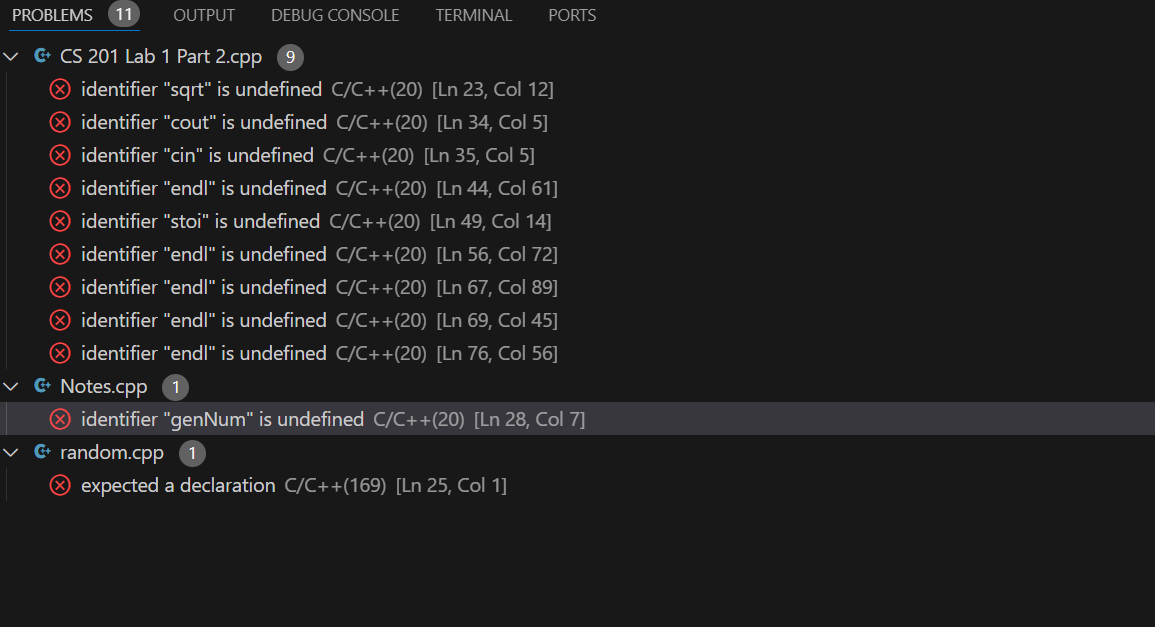 PROBLEMS 11 OUTPUT DEBUG CONSOLE TERMINAL PORTS
CS 201 Lab 1 Part 2.cpp 9
identifier "sqrt" is undefined C/C++(20) [Ln 23, Col 12]
identifier "cout" is undefined C/C++(20) [Ln 34, Col 5]
identifier "cin" is undefined C/C++(20) [Ln 35, Col 5]
identifier "endl" is undefined C/C++(20) [Ln 44, Col 61]
identifier "stoi" is undefined C/C++(20) [Ln 49, Col 14]
identifier "endl" is undefined C/C++(20) [Ln 56, Col 72]
identifier "endl" is undefined C/C++(20) [Ln 67, Col 89]
identifier "endl" is undefined C/C++(20) [Ln 69, Col 45]
identifier "endl" is undefined C/C++(20) [Ln 76, Col 56]
Notes.cpp 1
identifier "genNum" is undefined C/C++(20) [Ln 28, Col 7]
random.cpp 1
expected a declaration C/C++(169) [Ln 25, Col 1]